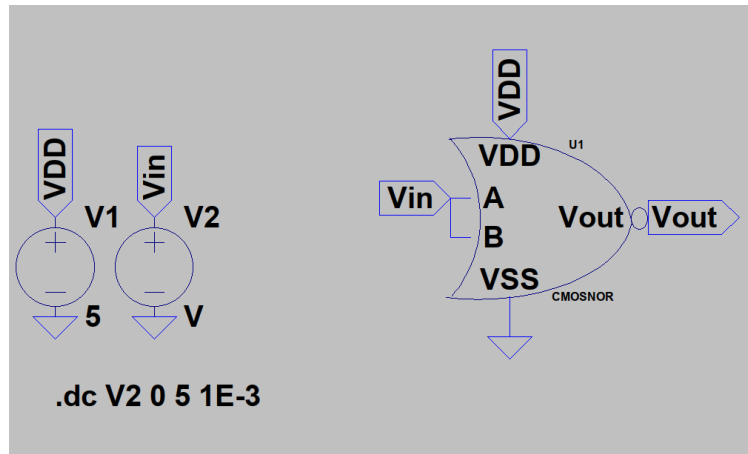 VDD
Vin
V1
V2
5
V
.dc V2 0 5 1E-3
VDD
U1
VDD
Vin
A
B
Vout
Vout
VSS
CMOSNOR